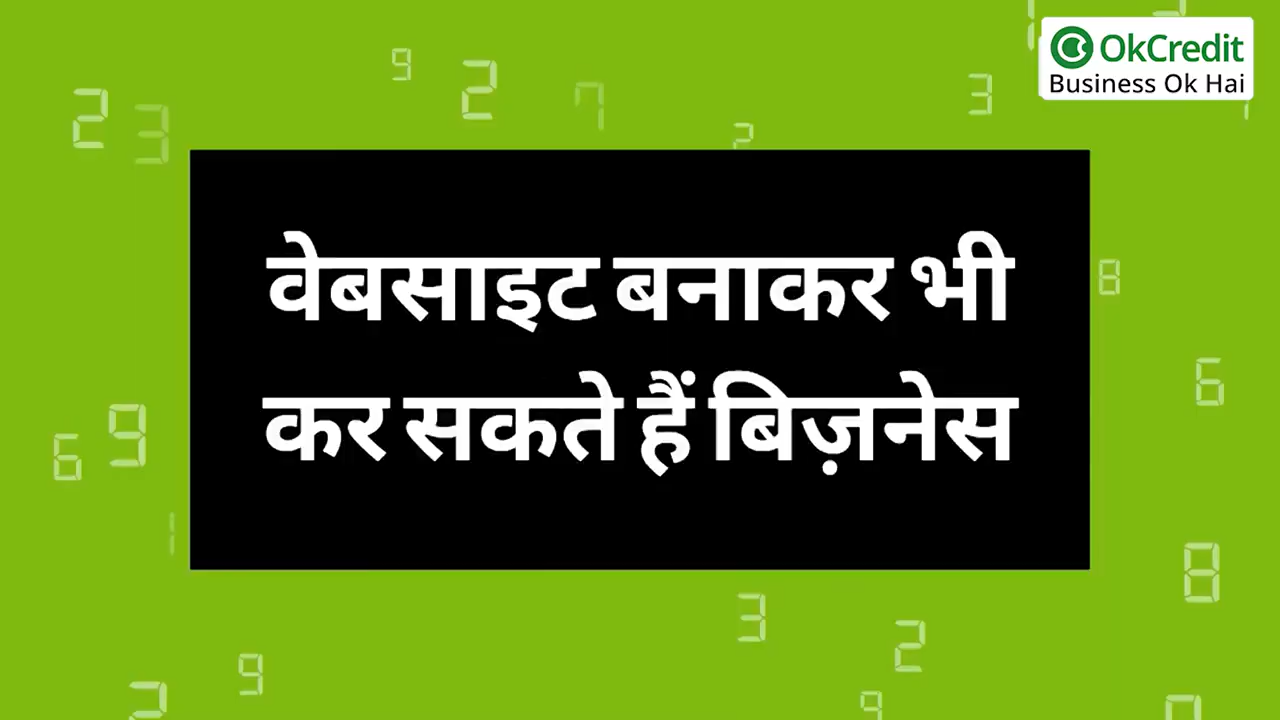 OkCredit
Business Ok Hai
वेबसाइट बनाकर भी
कर सकते हैं बिज़नेस